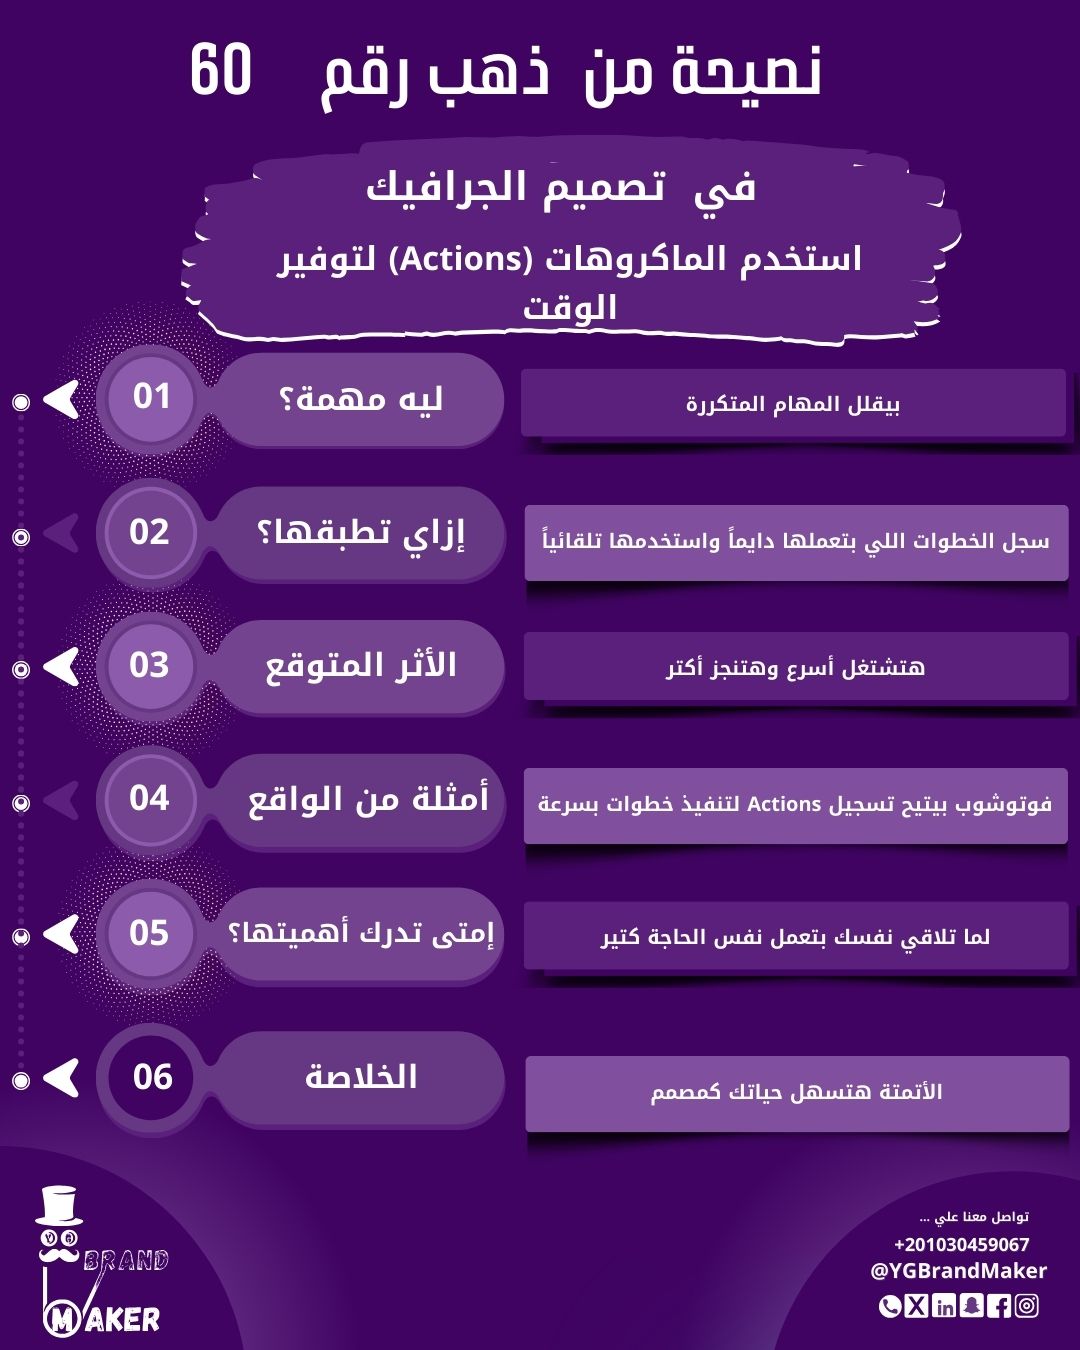 نصيحة من ذهب رقم 60
في تصميم الجرافيك
استخدم الماكروهات (Actions) لتوفير
الوقت
01
ليه مهمة؟
بيقلل المهام المتكررة
02
إزاي تطبقها؟
سجل الخطوات اللي بتعملها دايماً واستخدمها تلقائياً
03
الأثر المتوقع
هتشتغل أسرع وهتنجز أكتر
04
أمثلة من الواقع
فوتوشوب بيتيح تسجيل Actions لتنفيذ خطوات بسرعة
05
إمتى تدرك أهميتها؟
لما تلاقي نفسك بتعمل نفس الحاجة كتير
06
الخلاصة
الأتمتة هتسهل حياتك كمصمم
BRAND
MAKER
تواصل معنا علي ...
+201030459067
@YGBrandMaker